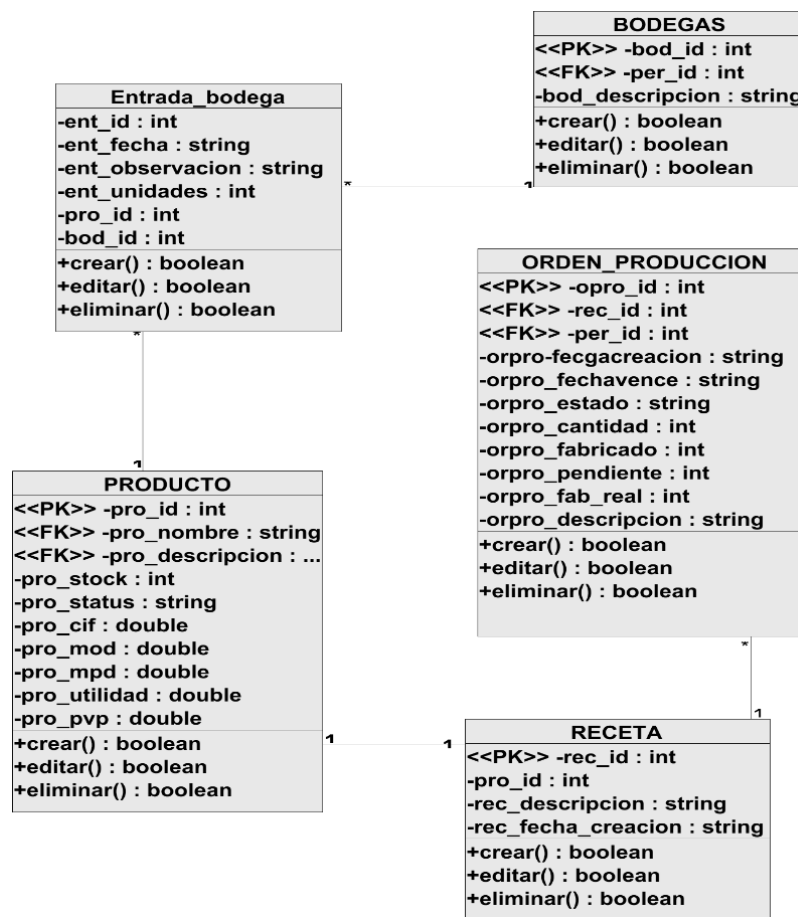 BODEGAS
<<PK>> -bod_id : int
<<FK>> -per_id : int
-bod_descripcion : string
+crear() : boolean
+editar() : boolean
+eliminar() : boolean
Entrada_bodega
-ent_id : int
-ent_fecha : string
-ent_observacion : string
-ent_unidades : int
-pro_id : int
-bod_id : int
+crear() : boolean
+editar() : boolean
+eliminar() : boolean
*
1
*
1
ORDEN_PRODUCCION
<<PK>> -opro_id : int
<<FK>> -rec_id : int
<<FK>> -per_id : int
-orpro-fecgacreacion : string
-orpro_fechavence : string
-orpro_estado : string
-orpro_cantidad : int
-orpro_fabricado : int
-orpro_pendiente : int
-orpro_fab_real : int
-orpro_descripcion : string
+crear() : boolean
+editar() : boolean
+eliminar() : boolean
*
1
PRODUCTO
<<PK>> -pro_id : int
<<FK>> -pro_nombre : string
<<FK>> -pro_descripcion : ...
-pro_stock : int
-pro_status : string
-pro_cif : double
-pro_mod : double
-pro_mpd : double
-pro_utilidad : double
-pro_pvp : double
+crear() : boolean
+editar() : boolean
+eliminar() : boolean
1
1
RECETA
<<PK>> -rec_id : int
-pro_id : int
-rec_descripcion : string
-rec_fecha_creacion : string
+crear() : boolean
+editar() : boolean
+eliminar() : boolean